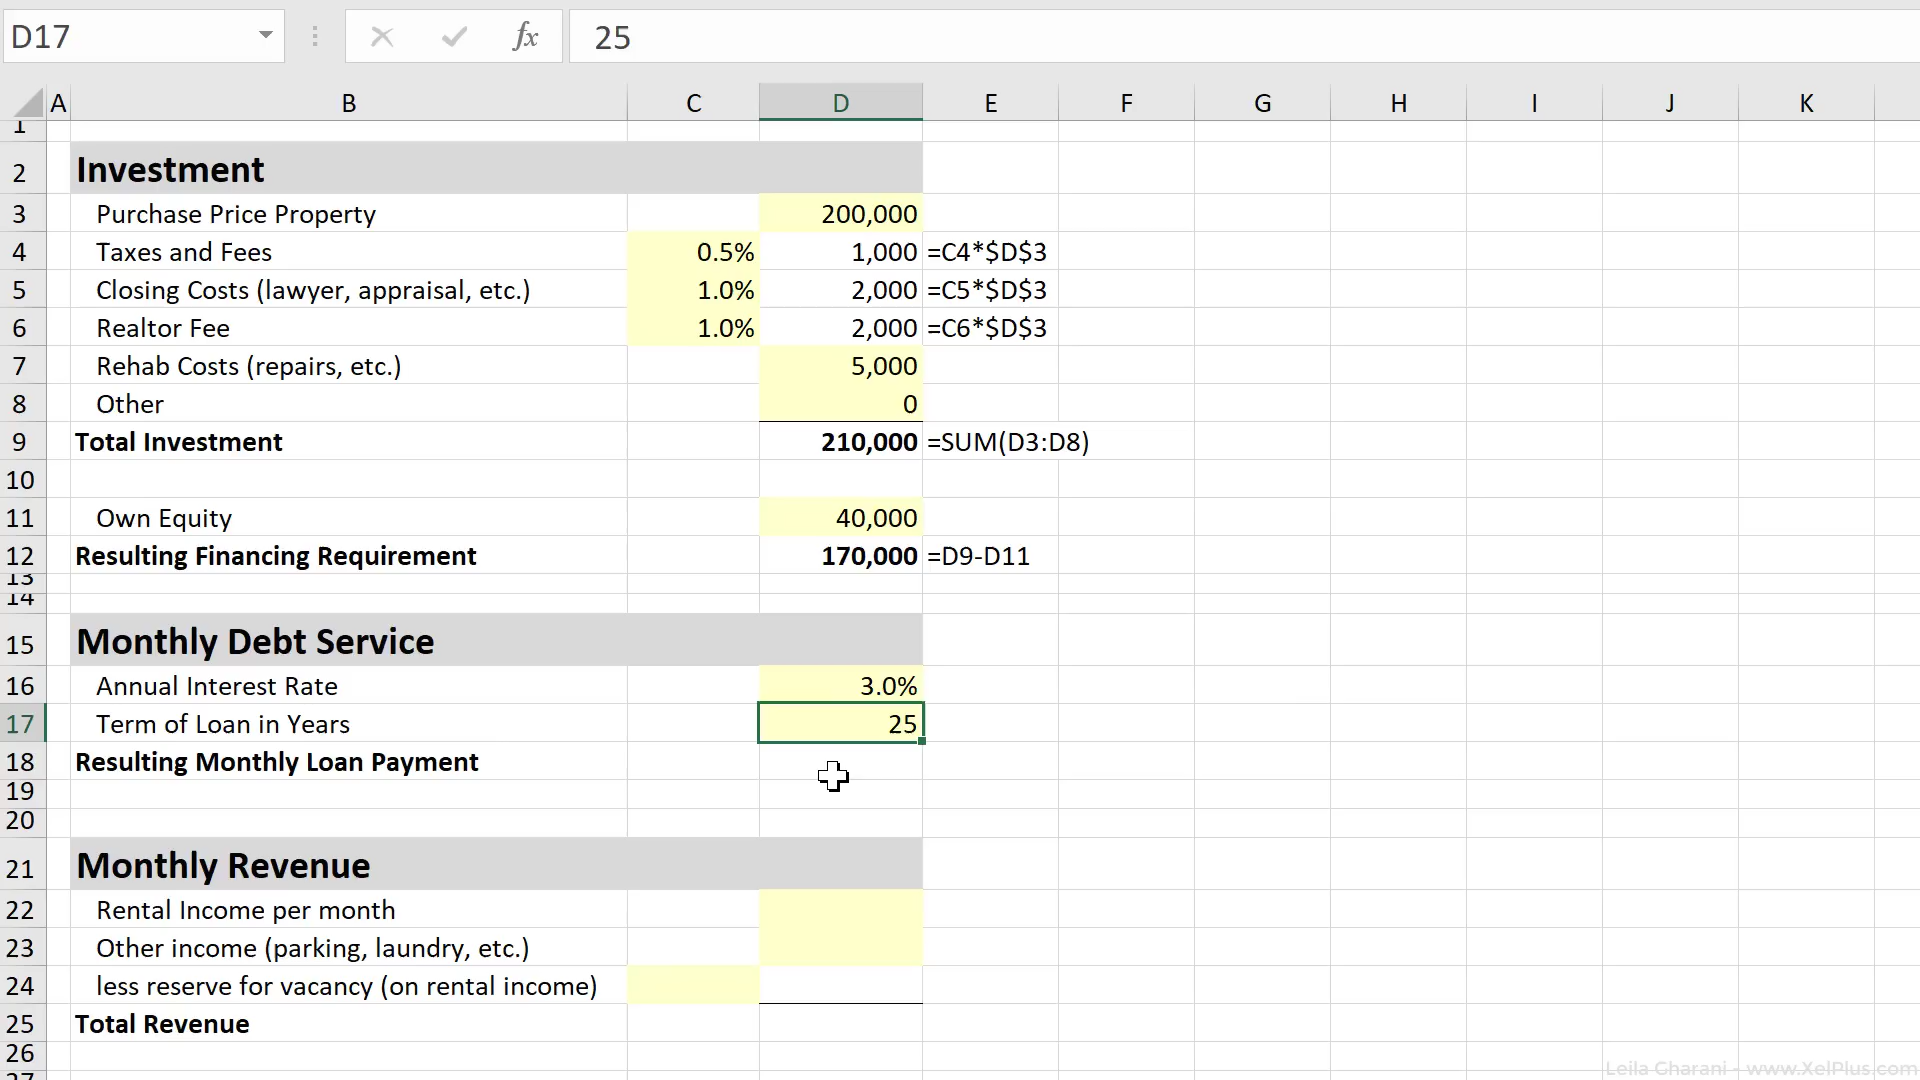 D17 fx 25
A B C D E F G H I J K
1
2 Investment
3 Purchase Price Property 200,000
4 Taxes and Fees 0.5% 1,000 =C4*$D$3
5 Closing Costs (lawyer, appraisal, etc.) 1.0% 2,000 =C5*$D$3
6 Realtor Fee 1.0% 2,000 =C6*$D$3
7 Rehab Costs (repairs, etc.) 5,000
8 Other 0
9 Total Investment 210,000 =SUM(D3:D8)
10
11 Own Equity 40,000
12 Resulting Financing Requirement 170,000 =D9-D11
13
14
15 Monthly Debt Service
16 Annual Interest Rate 3.0%
17 Term of Loan in Years 25
18 Resulting Monthly Loan Payment
19
20
21 Monthly Revenue
22 Rental Income per month
23 Other income (parking, laundry, etc.)
24 less reserve for vacancy (on rental income)
25 Total Revenue
26
27
Leila Gharani - www.XelPlus.com